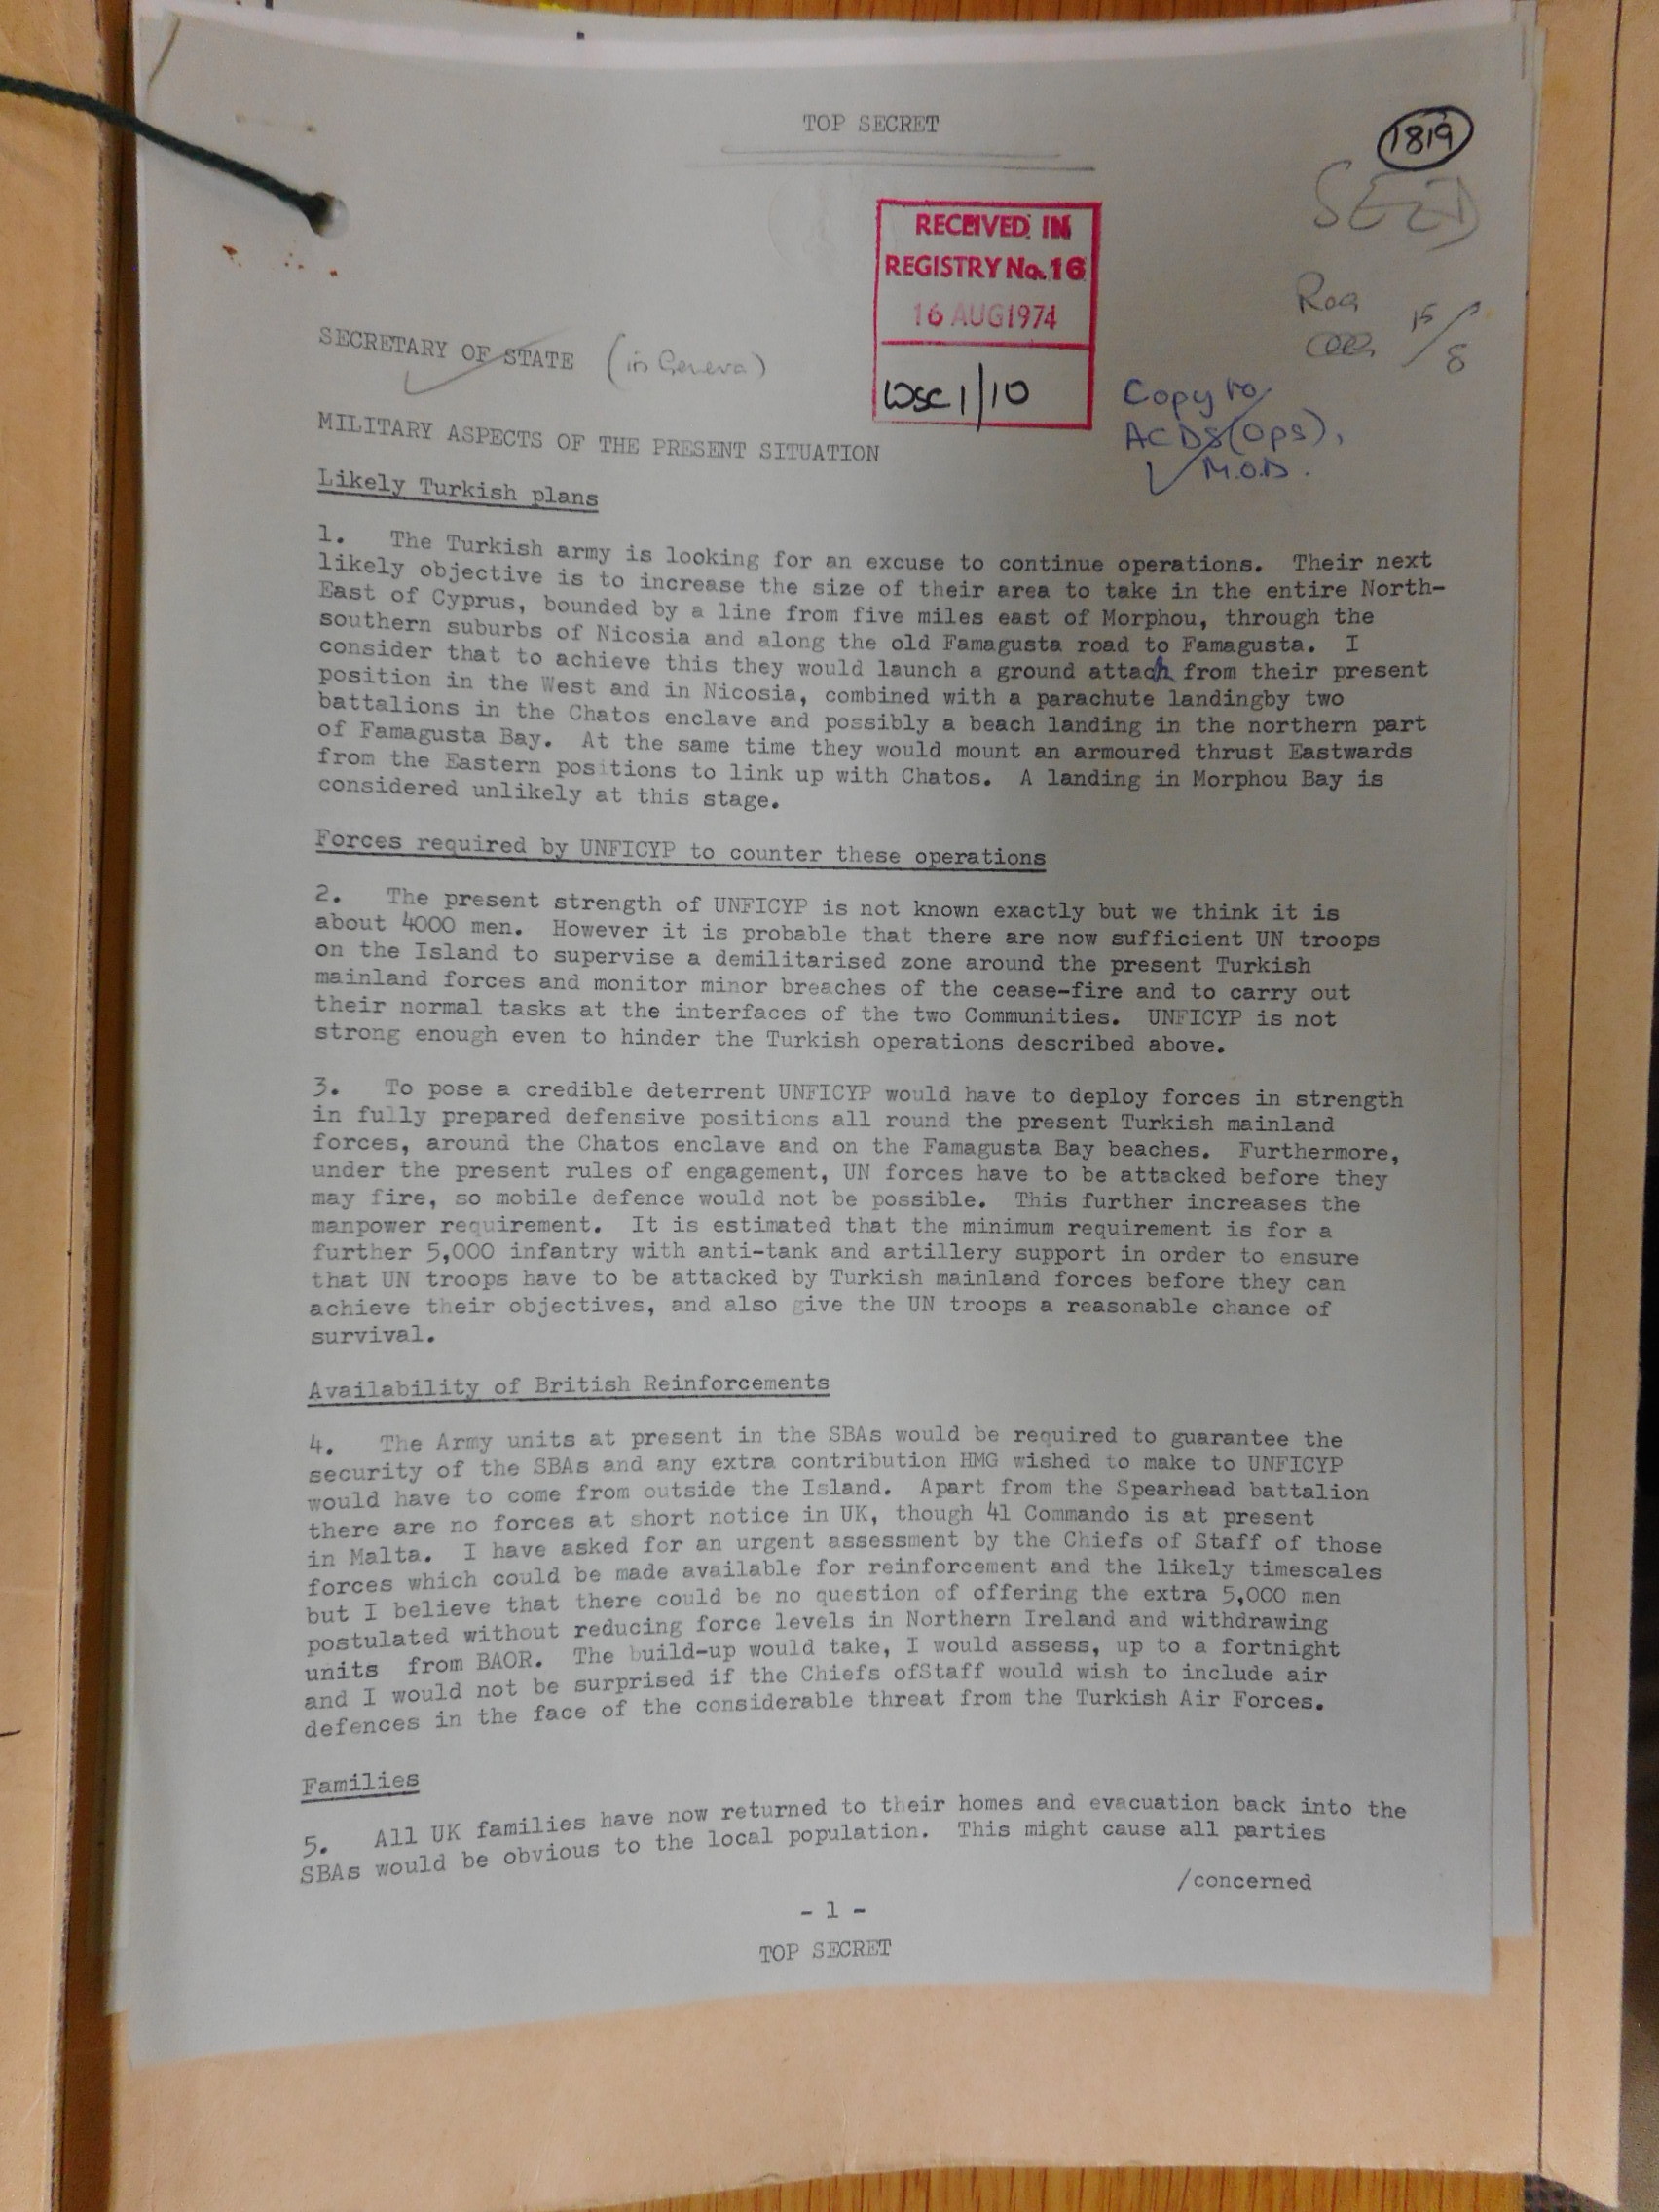 TOP SECRET
1819
RECEIVED IN
REGISTRY No.16
16 AUG1974
WSC 1/10
SECRETARY OF STATE (in Geneva)
Copy to
ACDS(Ops),
M.O.D.
MILITARY ASPECTS OF THE PRESENT SITUATION
Likely Turkish plans
1. The Turkish army is looking for an excuse to continue operations. Their next
likely objective is to increase the size of their area to take in the entire North-
East of Cyprus, bounded by a line from five miles east of Morphou, through the
southern suburbs of Nicosia and along the old Famagusta road to Famagusta. I
consider that to achieve this they would launch a ground attack from their present
position in the West and in Nicosia, combined with a parachute landingby two
battalions in the Chatos enclave and possibly a beach landing in the northern part
of Famagusta Bay. At the same time they would mount an armoured thrust Eastwards
from the Eastern positions to link up with Chatos. A landing in Morphou Bay is
considered unlikely at this stage.
Forces required by UNFICYP to counter these operations
2. The present strength of UNFICYP is not known exactly but we think it is
about 4000 men. However it is probable that there are now sufficient UN troops
on the Island to supervise a demilitarised zone around the present Turkish
mainland forces and monitor minor breaches of the cease-fire and to carry out
their normal tasks at the interfaces of the two Communities. UNFICYP is not
strong enough even to hinder the Turkish operations described above.
3. To pose a credible deterrent UNFICYP would have to deploy forces in strength
in fully prepared defensive positions all round the present Turkish mainland
forces, around the Chatos enclave and on the Famagusta Bay beaches. Furthermore,
under the present rules of engagement, UN forces have to be attacked before they
may fire, so mobile defence would not be possible. This further increases the
manpower requirement. It is estimated that the minimum requirement is for a
further 5,000 infantry with anti-tank and artillery support in order to ensure
that UN troops have to be attacked by Turkish mainland forces before they can
achieve their objectives, and also give the UN troops a reasonable chance of
survival.
Availability of British Reinforcements
4. The Army units at present in the SBAs would be required to guarantee the
security of the SBAs and any extra contribution HMG wished to make to UNFICYP
would have to come from outside the Island. Apart from the Spearhead battalion
there are no forces at short notice in UK, though 41 Commando is at present
in Malta. I have asked for an urgent assessment by the Chiefs of Staff of those
forces which could be made available for reinforcement and the likely timescales
but I believe that there could be no question of offering the extra 5,000 men
postulated without reducing force levels in Northern Ireland and withdrawing
units from BAOR. The build-up would take, I would assess, up to a fortnight
and I would not be surprised if the Chiefs ofStaff would wish to include air
defences in the face of the considerable threat from the Turkish Air Forces.
Families
5. All UK families have now returned to their homes and evacuation back into the
SBAs would be obvious to the local population. This might cause all parties
/concerned
- 1 -
TOP SECRET